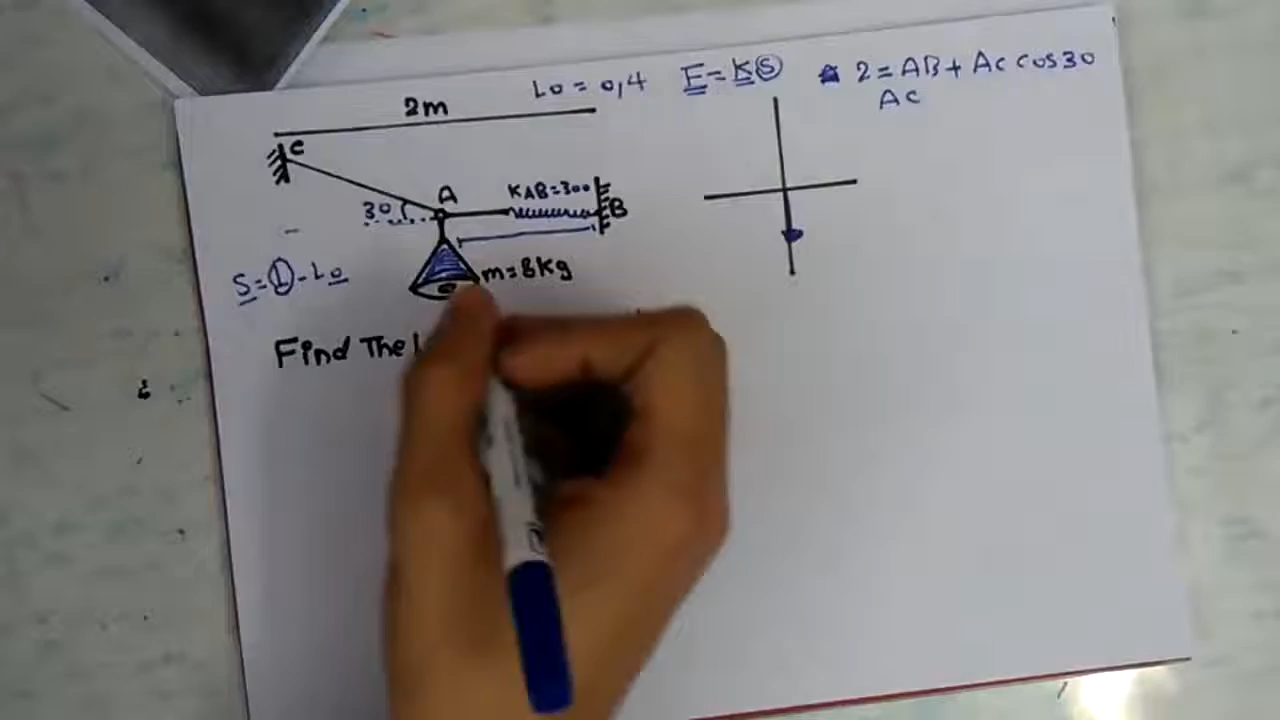 Lo = 0,4 F = KS 2 = AB + AC cos30
AC
2m
C
A
KAB=300
B
30
S = L - Lo
m=8Kg
Find The